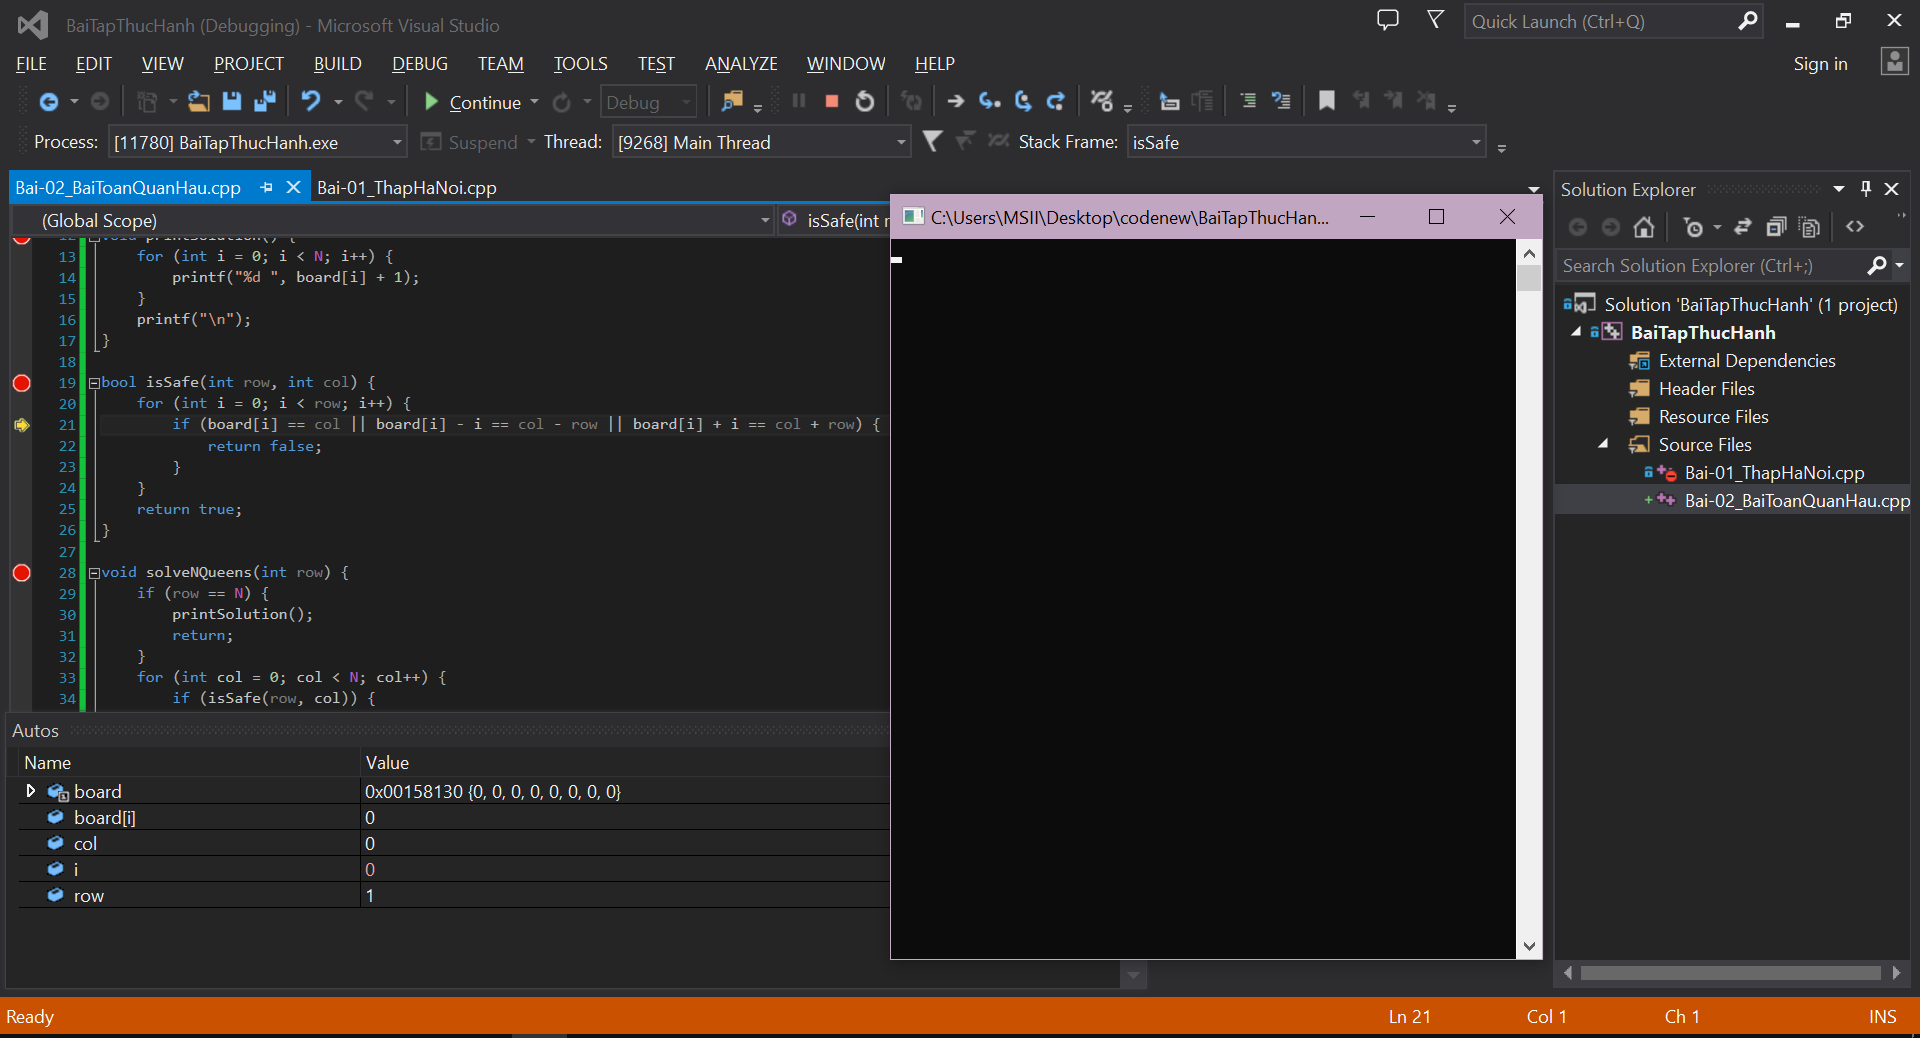 BaiTapThucHanh (Debugging) - Microsoft Visual Studio
Quick Launch (Ctrl+Q)
FILE EDIT VIEW PROJECT BUILD DEBUG TEAM TOOLS TEST ANALYZE WINDOW HELP
Sign in
Continue
Debug
Process: [11780] BaiTapThucHanh.exe Suspend Thread: [9268] Main Thread Stack Frame: isSafe
Bai-02_BaiToanQuanHau.cpp Bai-01_ThapHaNoi.cpp
(Global Scope) isSafe(int r
12 void printSolution() {
13 for (int i = 0; i < N; i++) {
14 printf("%d ", board[i] + 1);
15 }
16 printf("\n");
17 }
18
19 bool isSafe(int row, int col) {
20 for (int i = 0; i < row; i++) {
21 if (board[i] == col || board[i] - i == col - row || board[i] + i == col + row) {
22 return false;
23 }
24 }
25 return true;
26 }
27
28 void solveNQueens(int row) {
29 if (row == N) {
30 printSolution();
31 return;
32 }
33 for (int col = 0; col < N; col++) {
34 if (isSafe(row, col)) {
Autos
Name Value
board 0x00158130 {0, 0, 0, 0, 0, 0, 0, 0}
board[i] 0
col 0
i 0
row 1
C:\Users\MSII\Desktop\codenew\BaiTapThucHan...
Solution Explorer
Search Solution Explorer (Ctrl+;)
Solution 'BaiTapThucHanh' (1 project)
BaiTapThucHanh
External Dependencies
Header Files
Resource Files
Source Files
Bai-01_ThapHaNoi.cpp
Bai-02_BaiToanQuanHau.cpp
Ready Ln 21 Col 1 Ch 1 INS